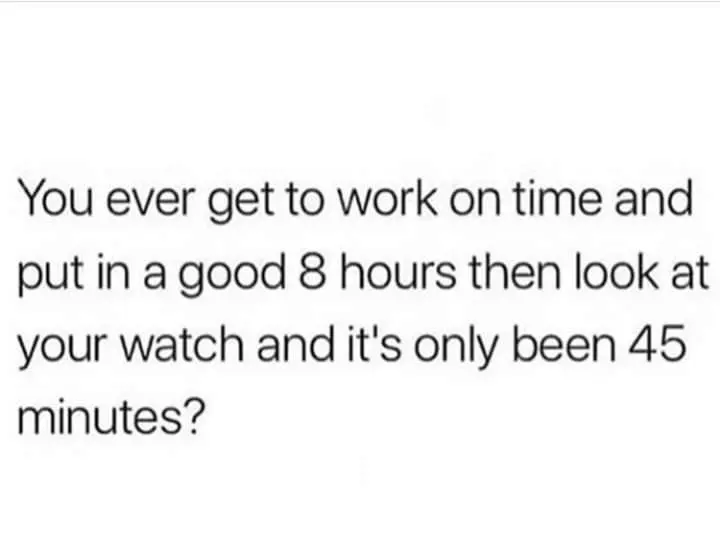 You ever get to work on time and
put in a good 8 hours then look at
your watch and it's only been 45
minutes?